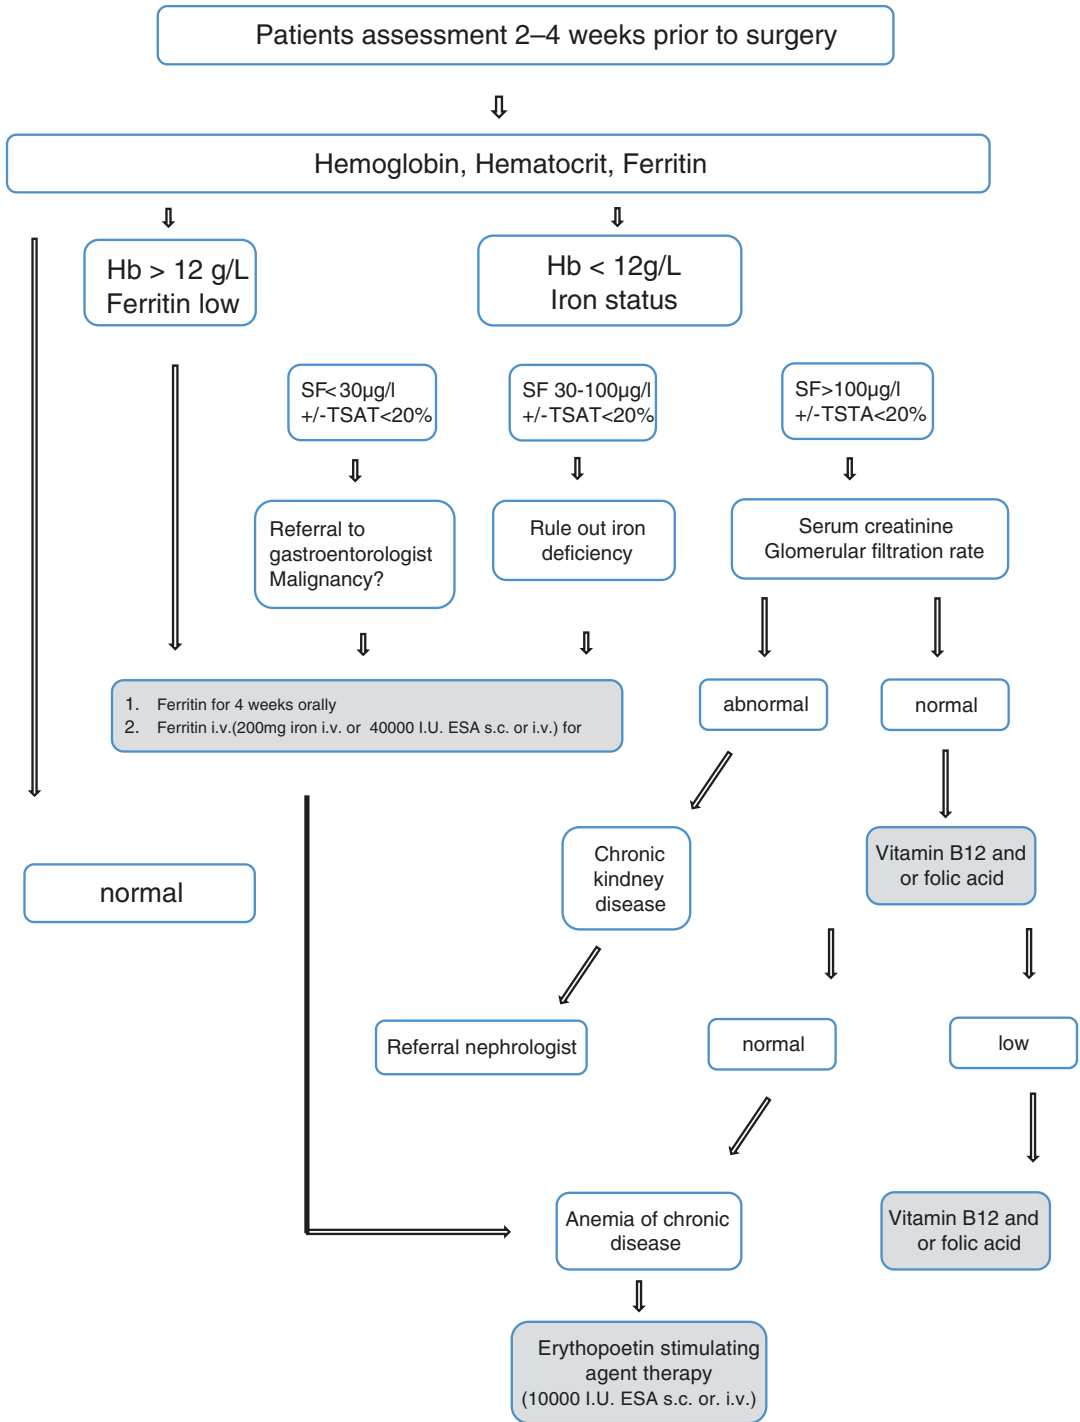 Patients assessment 2–4 weeks prior to surgery
Hemoglobin, Hematocrit, Ferritin
Hb > 12 g/L
Ferritin low
Hb < 12g/L
Iron status
SF<30µg/l
+/-TSAT<20%
SF 30-100µg/l
+/-TSAT<20%
SF>100µg/l
+/-TSTA<20%
Referral to
gastroentorologist
Malignancy?
Rule out iron
deficiency
Serum creatinine
Glomerular filtration rate
1. Ferritin for 4 weeks orally
2. Ferritin i.v.(200mg iron i.v. or 40000 I.U. ESA s.c. or i.v.) for
abnormal
normal
Chronic
kindney
disease
Vitamin B12 and
or folic acid
normal
Referral nephrologist
normal
low
Anemia of chronic
disease
Vitamin B12 and
or folic acid
Erythopoetin stimulating
agent therapy
(10000 I.U. ESA s.c. or. i.v.)